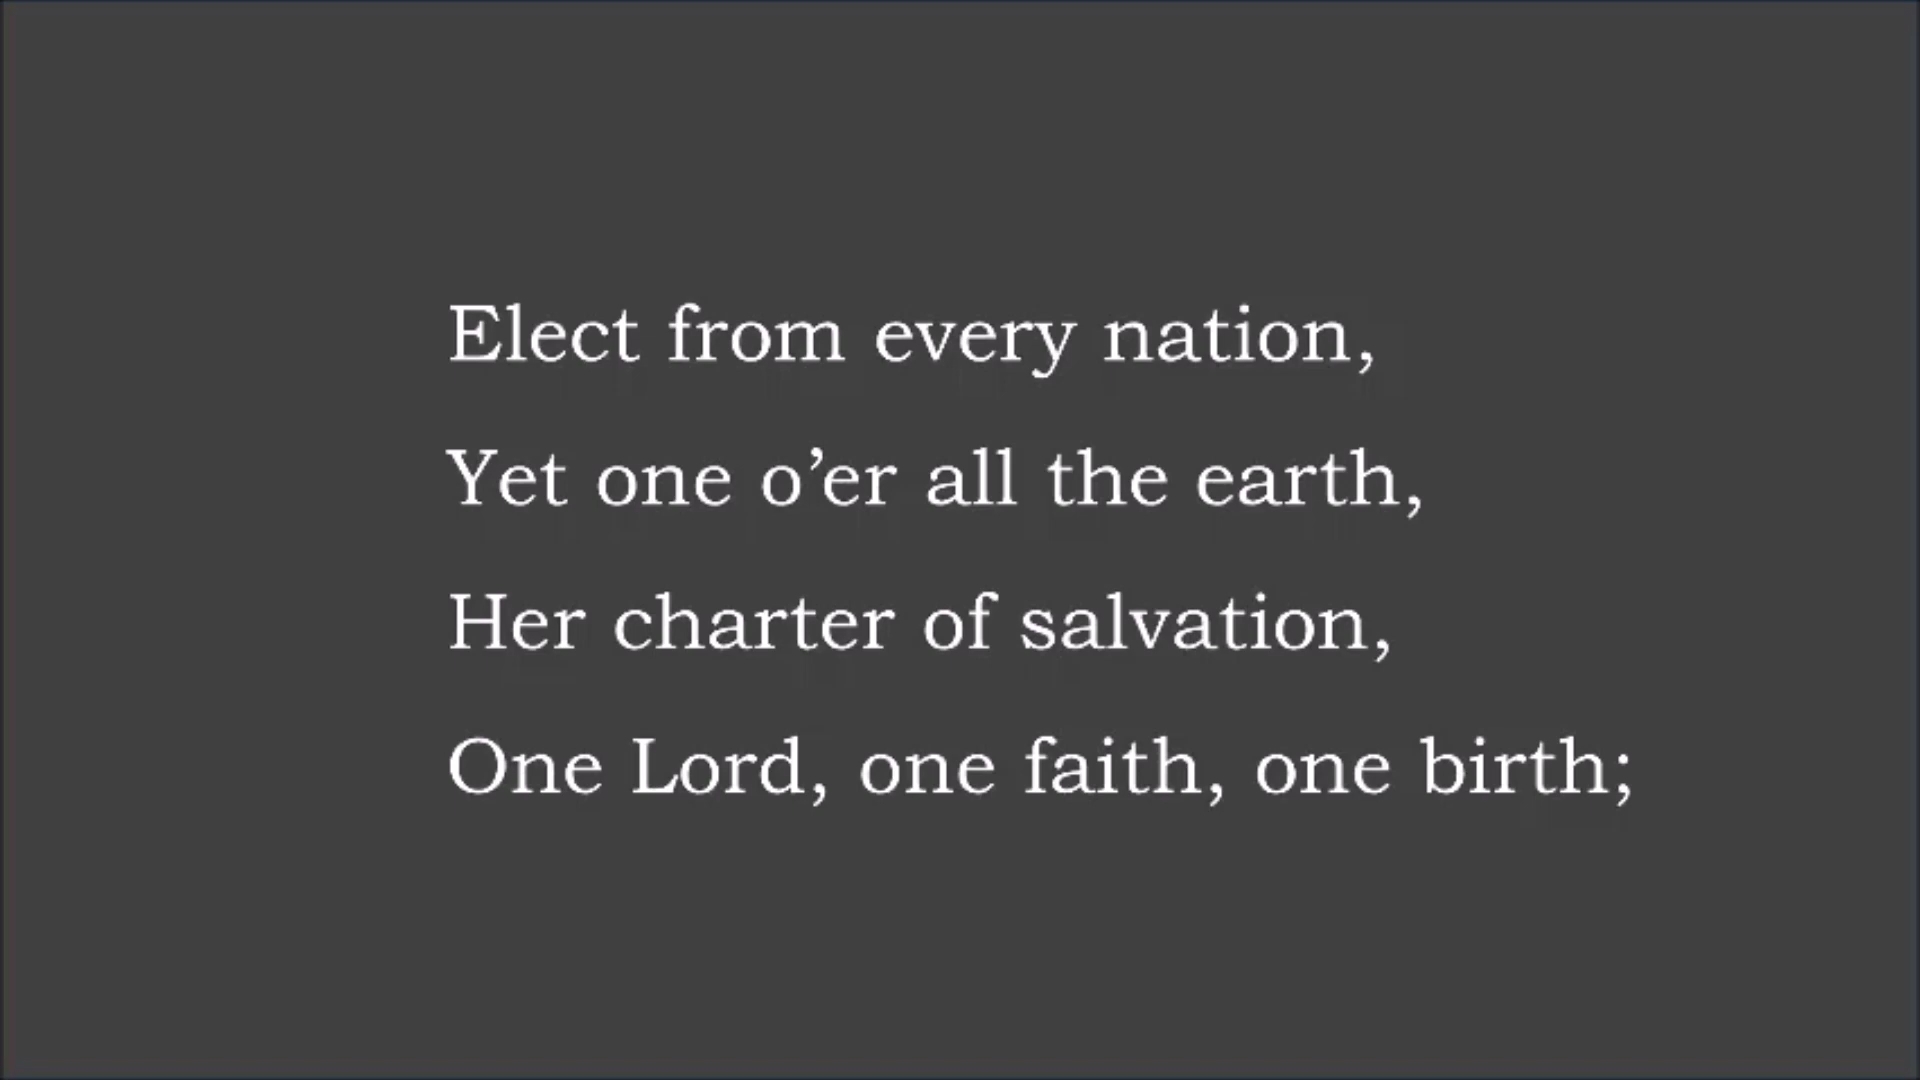 Elect from every nation,
Yet one o’er all the earth,
Her charter of salvation,
One Lord, one faith, one birth;